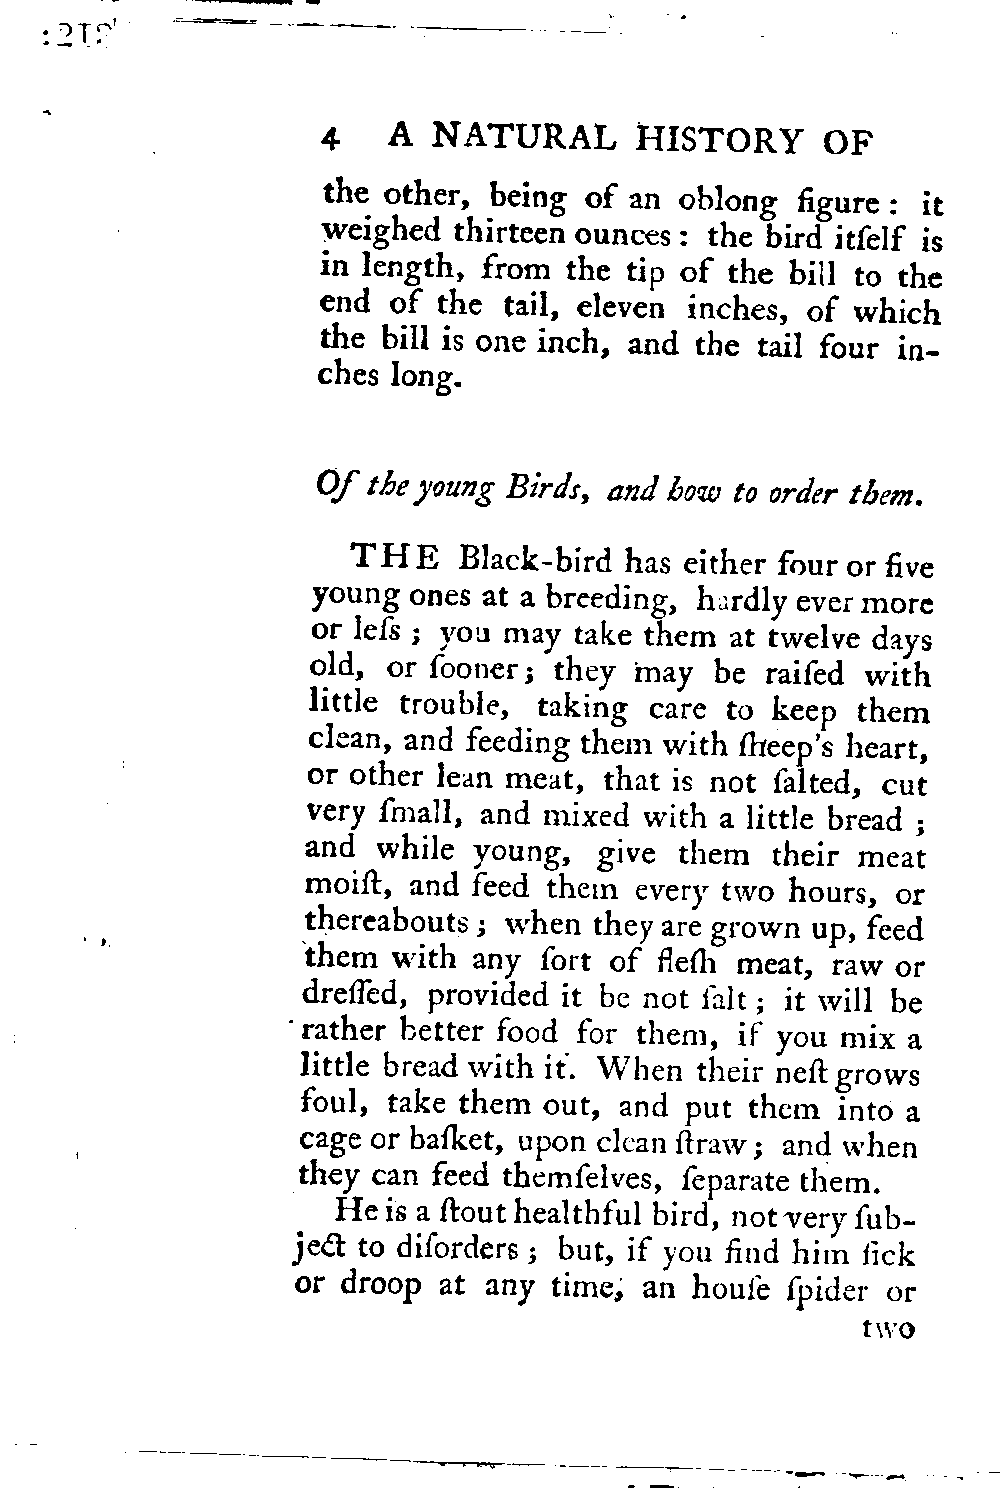 4 A NATURAL HISTORY OF
the other, being of an oblong figure: it
weighed thirteen ounces: the bird itſelf is
in length, from the tip of the bill to the
end of the tail, eleven inches, of which
the bill is one inch, and the tail four in-
ches long.
Of the young Birds, and how to order them.
THE Black-bird has either four or five
young ones at a breeding, hardly ever more
or leſs; you may take them at twelve days
old, or ſooner; they may be raiſed with
little trouble, taking care to keep them
clean, and feeding them with ſheep's heart,
or other lean meat, that is not ſalted, cut
very ſmall, and mixed with a little bread;
and while young, give them their meat
moiſt, and feed them every two hours, or
thereabouts; when they are grown up, feed
them with any ſort of fleſh meat, raw or
dreſſed, provided it be not ſalt; it will be
rather better food for them, if you mix a
little bread with it. When their neſt grows
foul, take them out, and put them into a
cage or baſket, upon clean ſtraw; and when
they can feed themſelves, ſeparate them.
He is a ſtout healthful bird, not very ſub-
ject to diſorders; but, if you find him ſick
or droop at any time, an houſe ſpider or
two